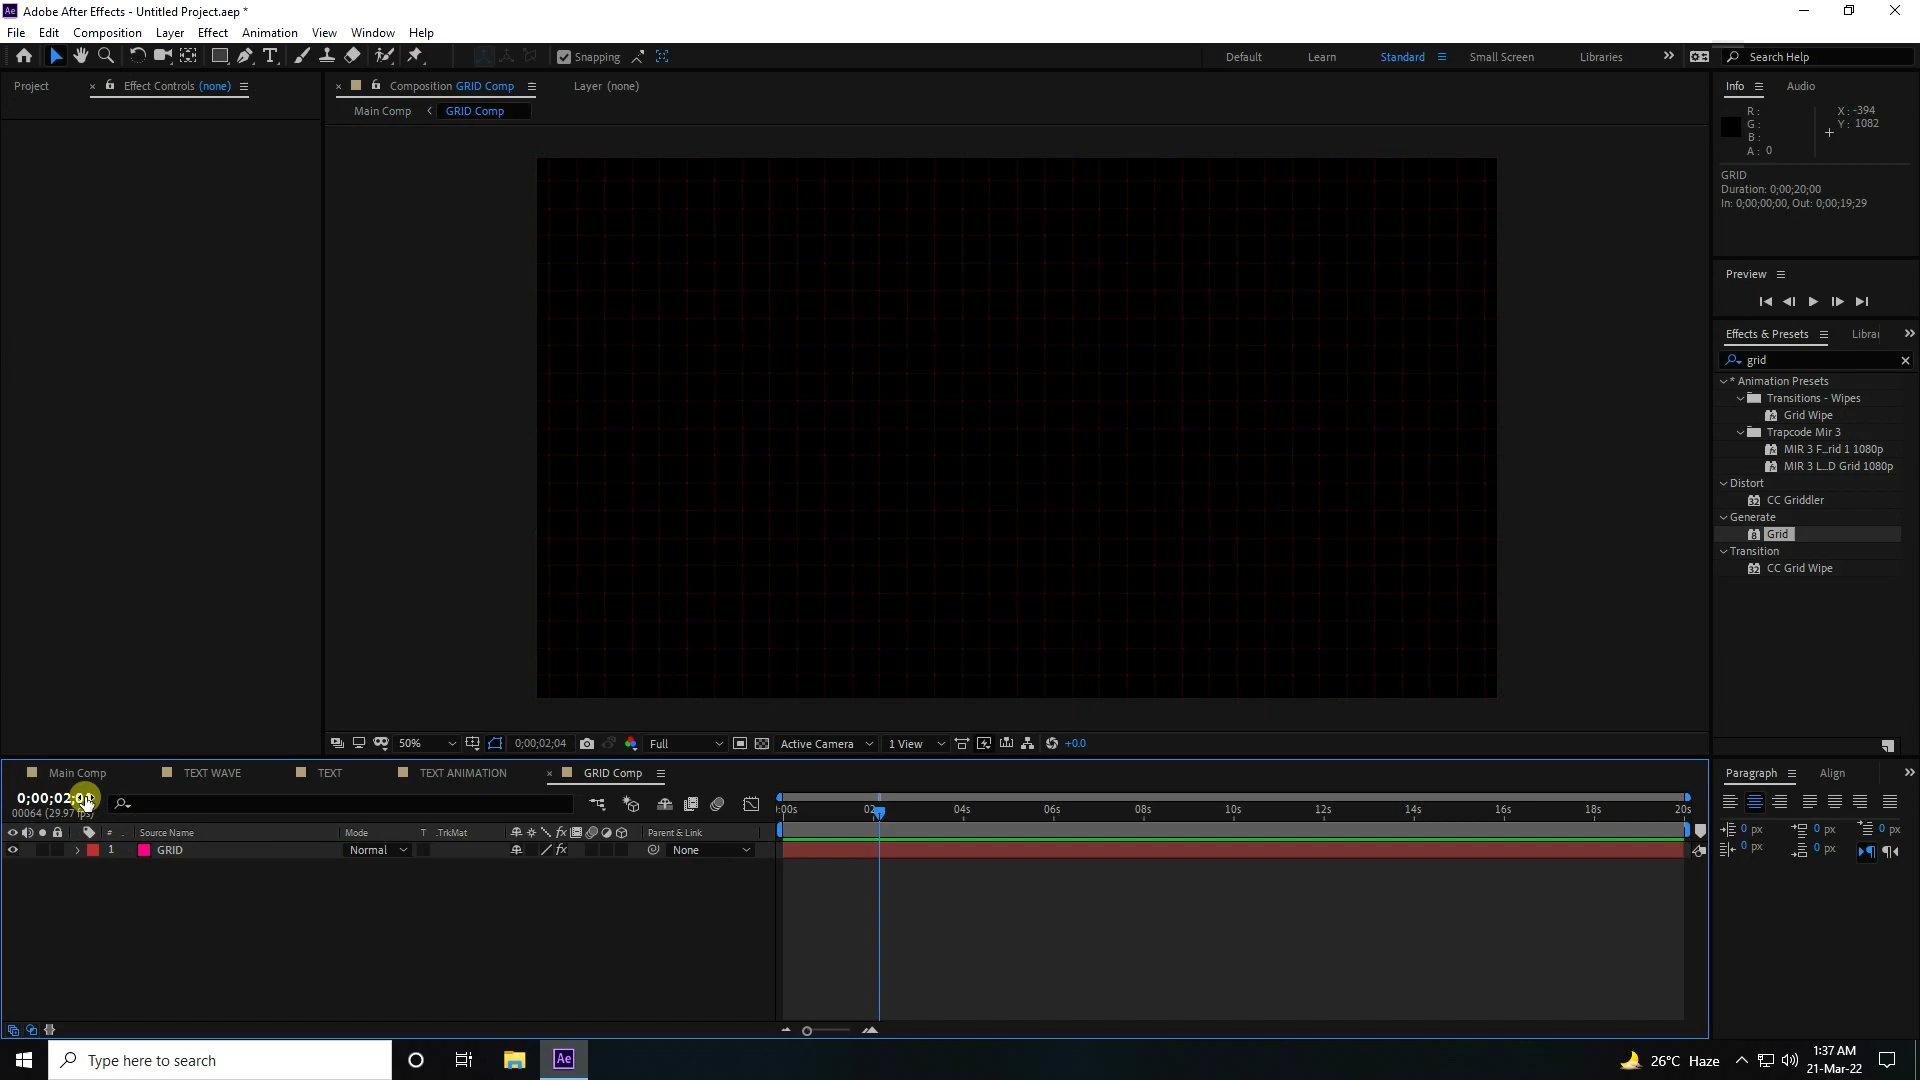 Adobe After Effects - Untitled Project.aep *
File Edit Composition Layer Effect Animation View Window Help
Snapping Default Learn Standard Small Screen Libraries Search Help
Project Effect Controls (none) Composition GRID Comp Layer (none) Info Audio
Main Comp GRID Comp
R :
G :
B :
A : 0
X : -394
Y : 1082
GRID
Duration: 0;00;20;00
In: 0;00;00;00, Out: 0;00;19;29
Preview
Effects & Presets
grid
* Animation Presets
Transitions - Wipes
Grid Wipe
Trapcode Mir 3
MIR 3 F...rid 1 1080p
MIR 3 L...D Grid 1080p
Distort
CC Griddler
Generate
Grid
Transition
CC Grid Wipe
50% 0;00;02;04 Full Active Camera 1 View +0.0
Main Comp TEXT WAVE TEXT TEXT ANIMATION GRID Comp
00064 (29.97 fps)
:00s 04s 06s 08s 10s 12s 14s 16s 18s 20s
# Source Name Mode T .TrkMat Parent & Link
1 GRID Normal None
Paragraph Align
0 px 0 px 0 px
0 px 0 px
Type here to search
Ae
26°C Haze
1:37 AM
21-Mar-22